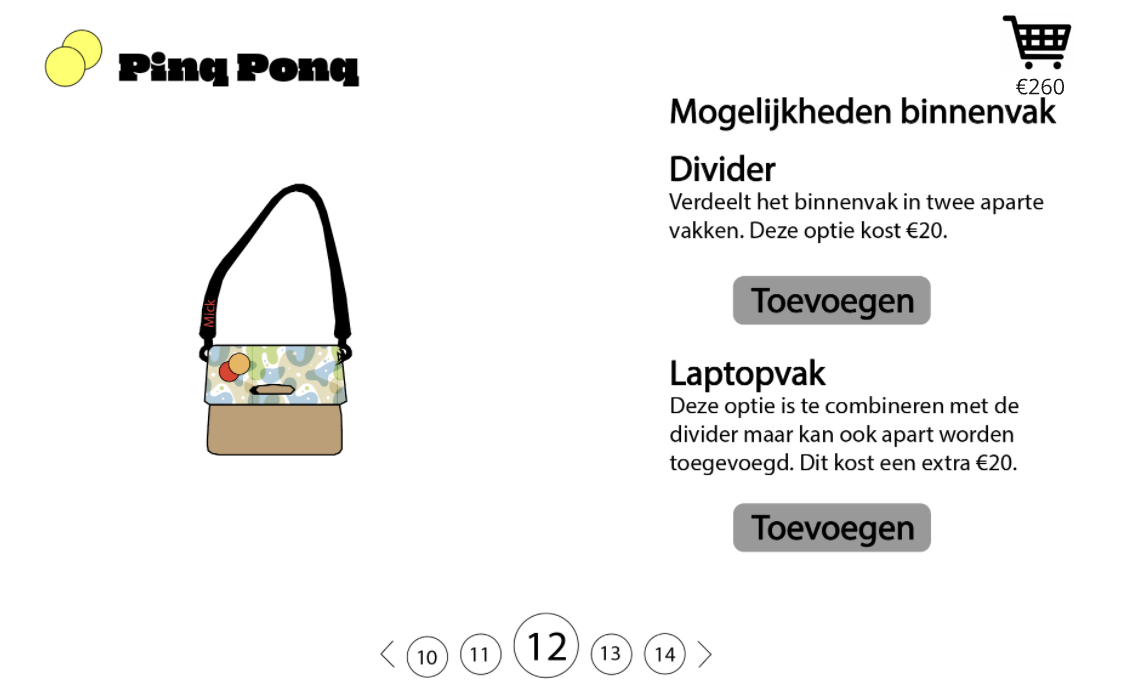 Pinq Ponq
€260
Mogelijkheden binnenvak
Divider
Verdeelt het binnenvak in twee aparte
vakken. Deze optie kost €20.
Toevoegen
Mick
Laptopvak
Deze optie is te combineren met de
divider maar kan ook apart worden
toegevoegd. Dit kost een extra €20.
Toevoegen
10 11 12 13 14